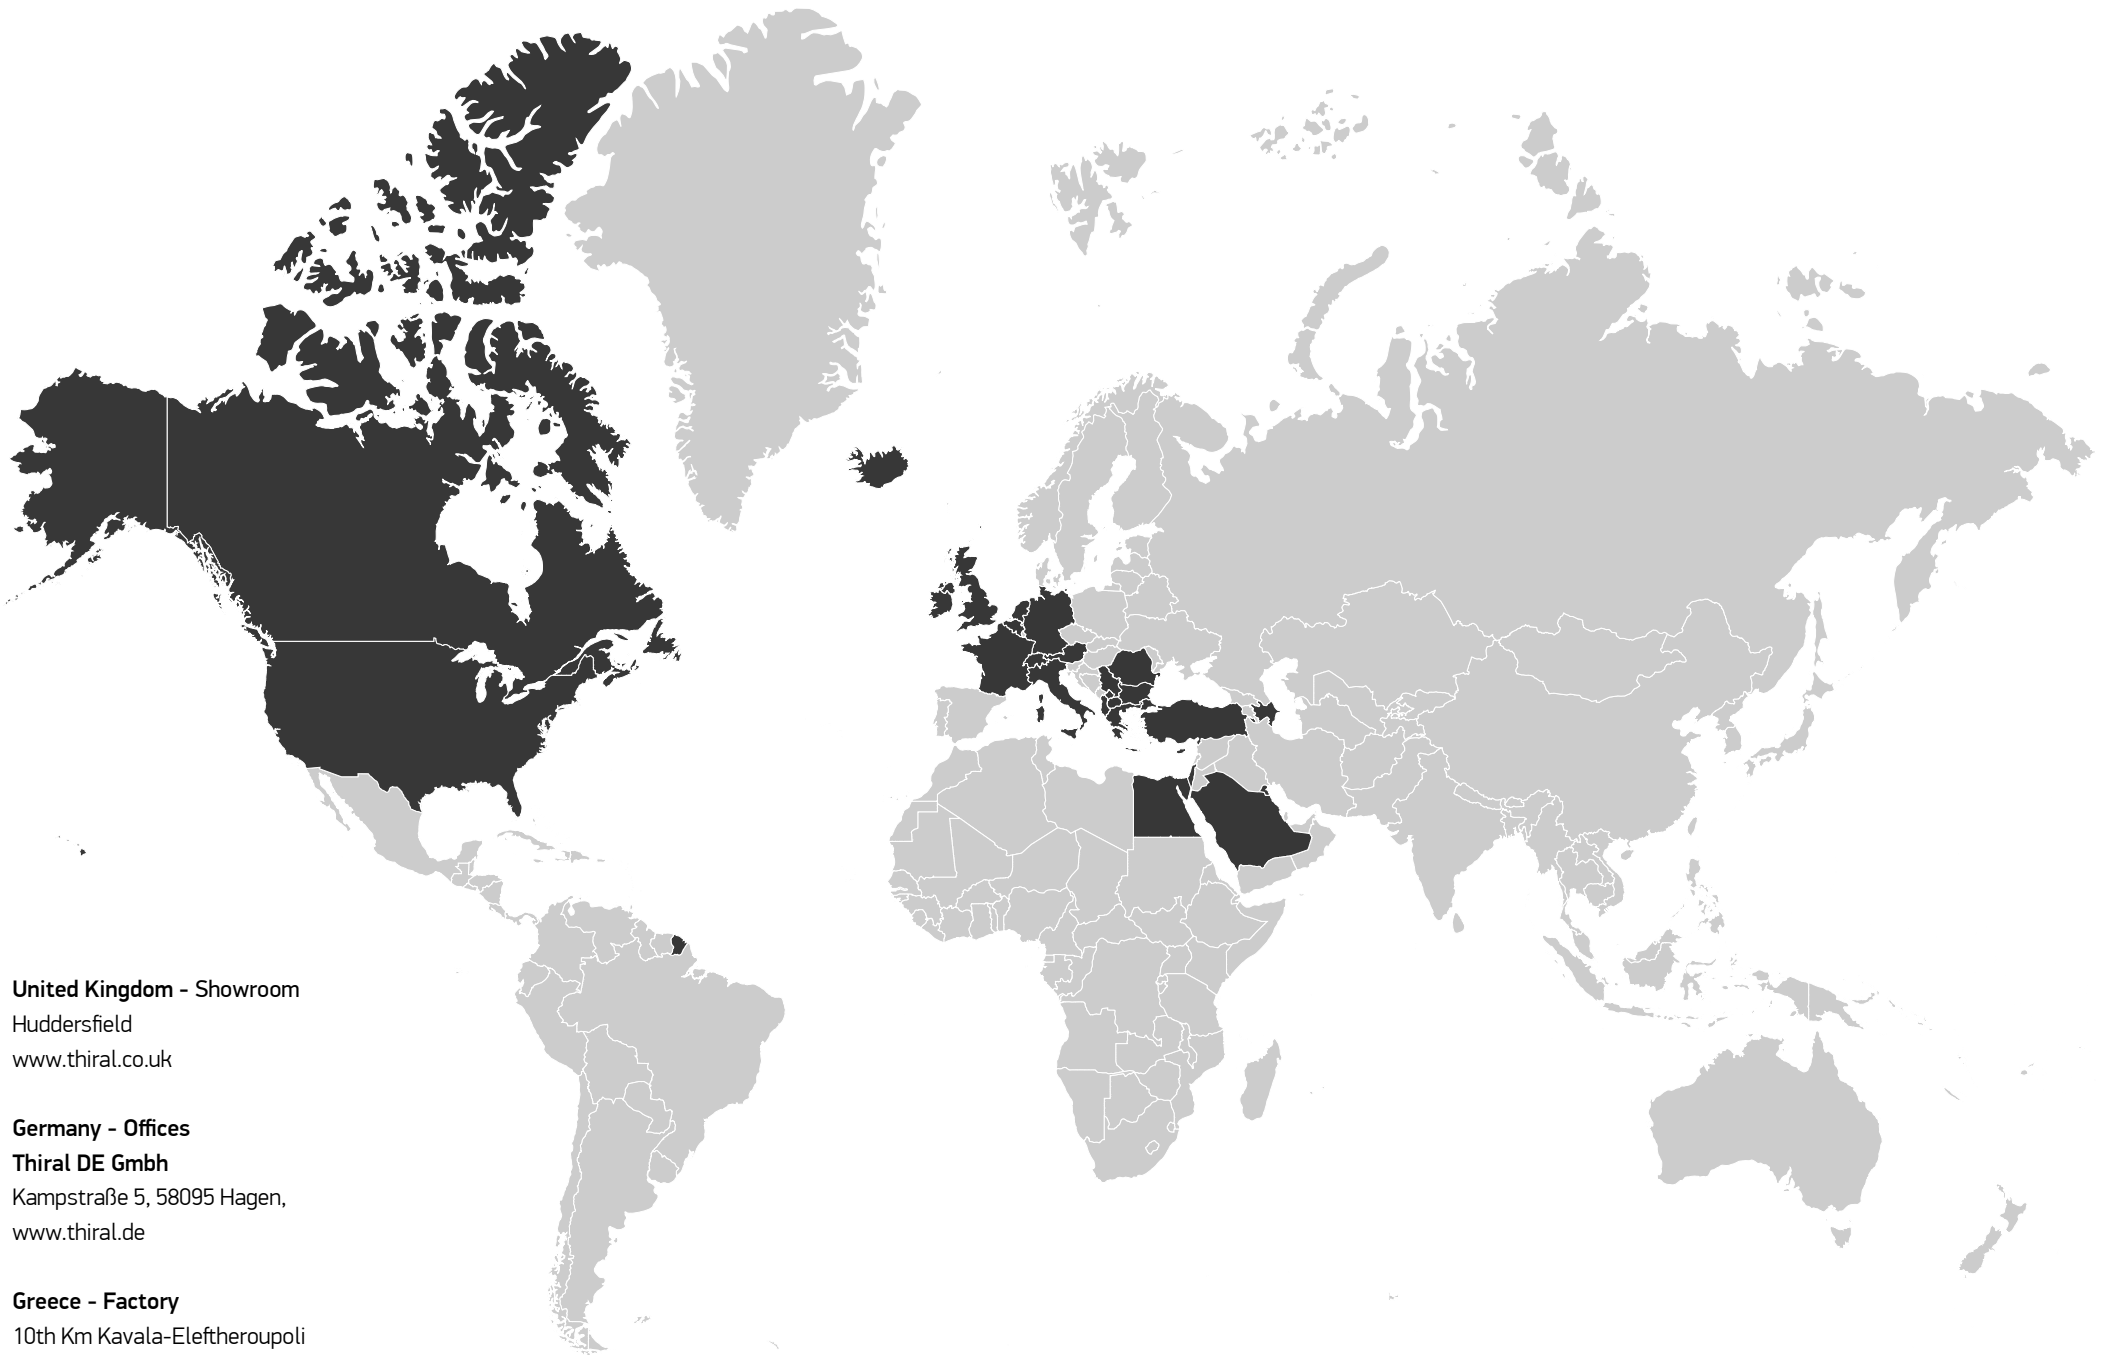 United Kingdom - Showroom
Huddersfield
www.thiral.co.uk
Germany - Offices
Thiral DE Gmbh
Kampstraße 5, 58095 Hagen,
www.thiral.de
Greece - Factory
10th Km Kavala-Eleftheroupoli